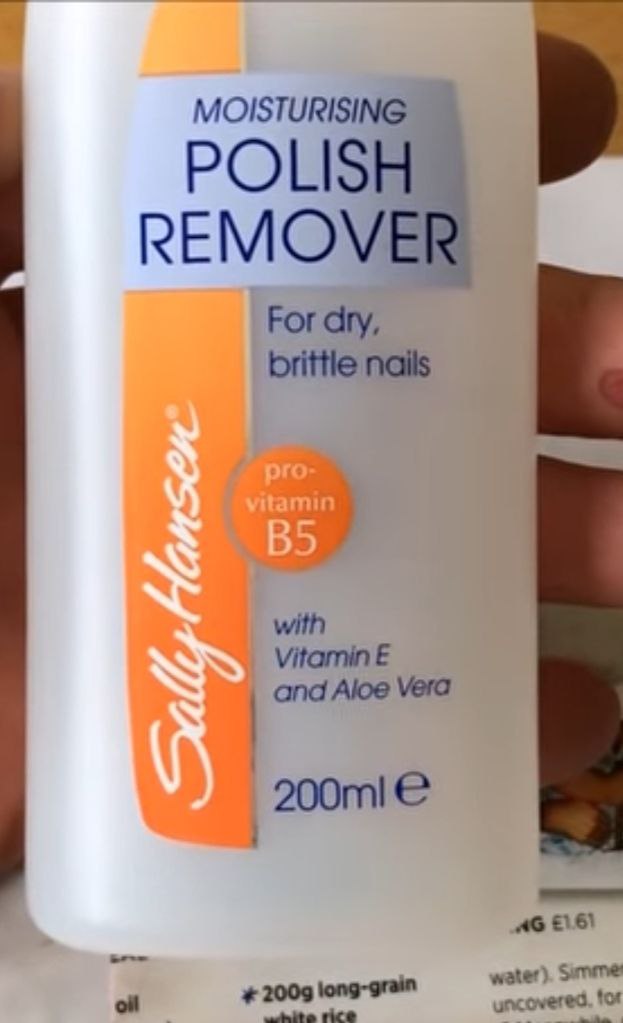 MOISTURISING
POLISH
REMOVER
For dry,
brittle nails
Sally Hansen®
pro-
vitamin
B5
with
Vitamin E
and Aloe Vera
200ml ℮
£1.61
oil
* 200g long-grain
white rice
water). Simmer
uncovered, for